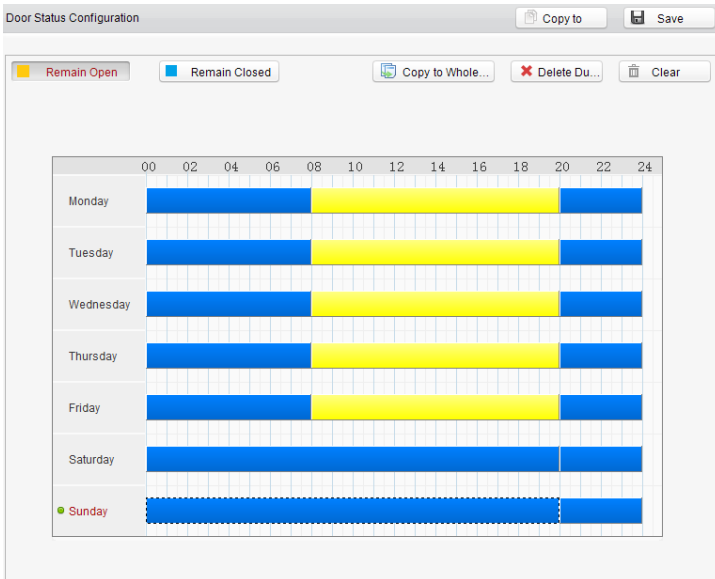 Door Status Configuration Copy to Save
Remain Open Remain Closed Copy to Whole... Delete Du... Clear
00 02 04 06 08 10 12 14 16 18 20 22 24
Monday
Tuesday
Wednesday
Thursday
Friday
Saturday
Sunday